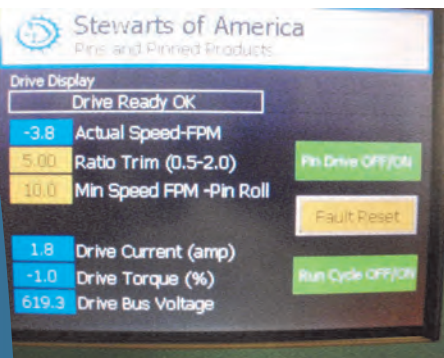 Stewarts of America
Pins and Pinned Products
Drive Display
Drive Ready OK
-3.8 Actual Speed-FPM
5.00 Ratio Trim (0.5-2.0) Pin Drive OFF/ON
10.0 Min Speed FPM -Pin Roll
Fault Reset
1.8 Drive Current (amp)
-1.0 Drive Torque (%) Run Cycle OFF/ON
619.3 Drive Bus Voltage